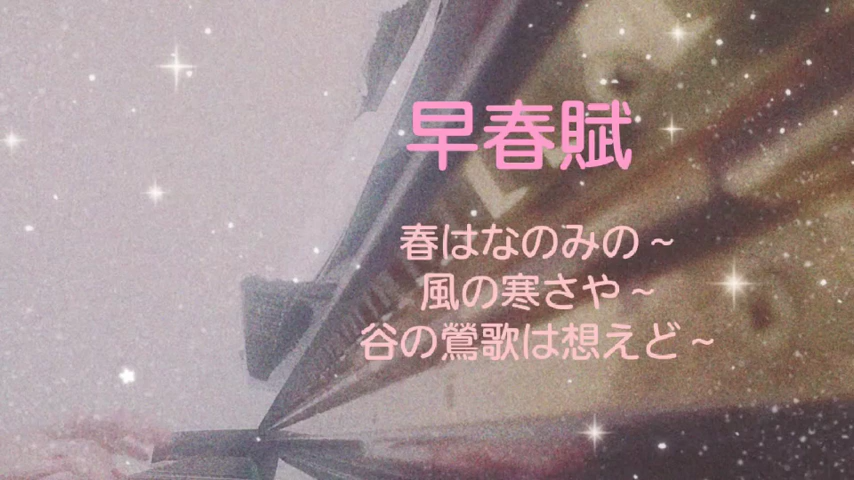 早春賦
春はなのみの～
風の寒さや～
谷の鶯歌は想えど～